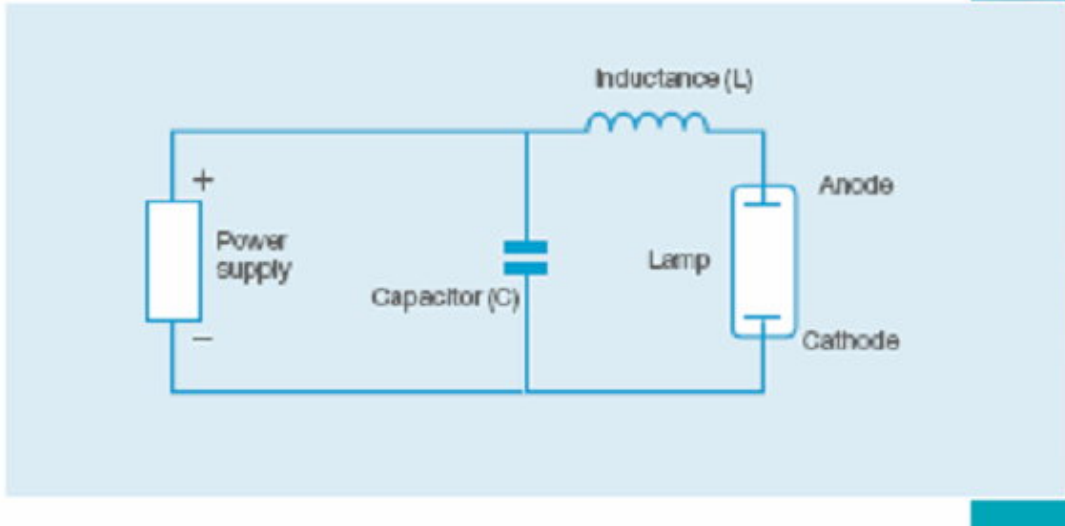 Inductance (L)
+
Anode
Power
supply
Lamp
Capacitor (C)
−
Cathode